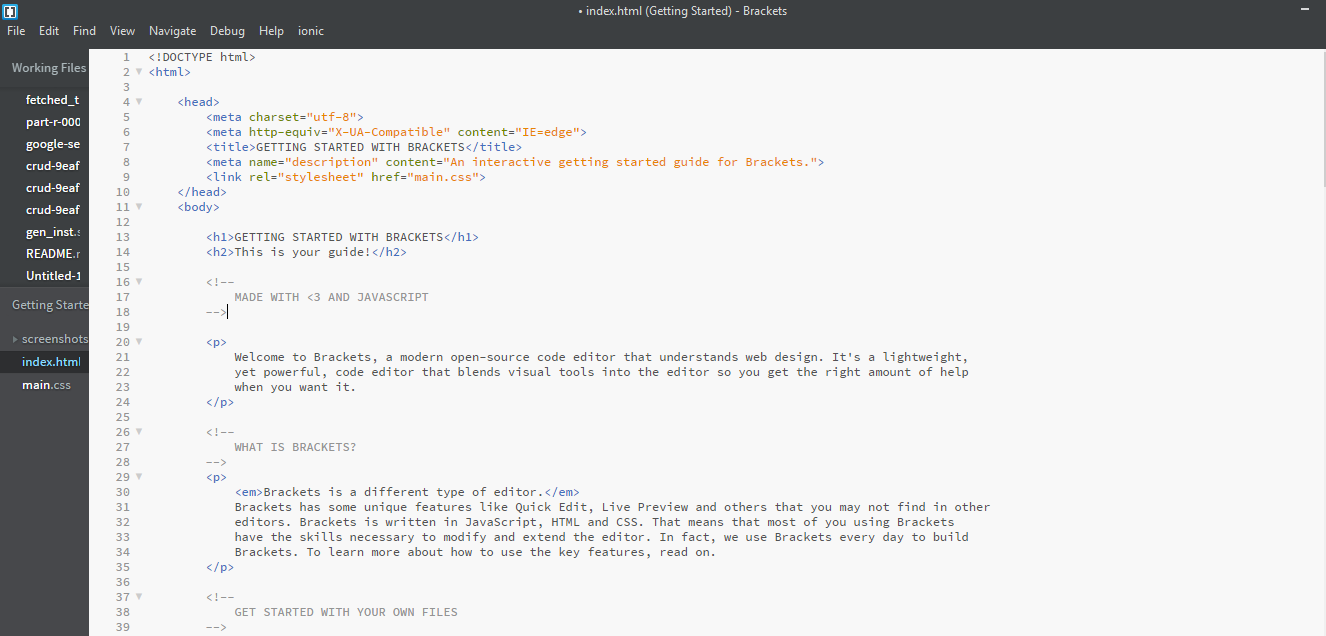 • index.html (Getting Started) - Brackets
File Edit Find View Navigate Debug Help ionic
Working Files
fetched_t
part-r-000
google-se
crud-9eaf
crud-9eaf
crud-9eaf
gen_inst.s
README.r
Untitled-1
Getting Starte
screenshots
index.html
main.css
1 <!DOCTYPE html>
2 <html>
3
4 <head>
5 <meta charset="utf-8">
6 <meta http-equiv="X-UA-Compatible" content="IE=edge">
7 <title>GETTING STARTED WITH BRACKETS</title>
8 <meta name="description" content="An interactive getting started guide for Brackets.">
9 <link rel="stylesheet" href="main.css">
10 </head>
11 <body>
12
13 <h1>GETTING STARTED WITH BRACKETS</h1>
14 <h2>This is your guide!</h2>
15
16 <!--
17 MADE WITH <3 AND JAVASCRIPT
18 -->
19
20 <p>
21 Welcome to Brackets, a modern open-source code editor that understands web design. It's a lightweight,
22 yet powerful, code editor that blends visual tools into the editor so you get the right amount of help
23 when you want it.
24 </p>
25
26 <!--
27 WHAT IS BRACKETS?
28 -->
29 <p>
30 <em>Brackets is a different type of editor.</em>
31 Brackets has some unique features like Quick Edit, Live Preview and others that you may not find in other
32 editors. Brackets is written in JavaScript, HTML and CSS. That means that most of you using Brackets
33 have the skills necessary to modify and extend the editor. In fact, we use Brackets every day to build
34 Brackets. To learn more about how to use the key features, read on.
35 </p>
36
37 <!--
38 GET STARTED WITH YOUR OWN FILES
39 -->